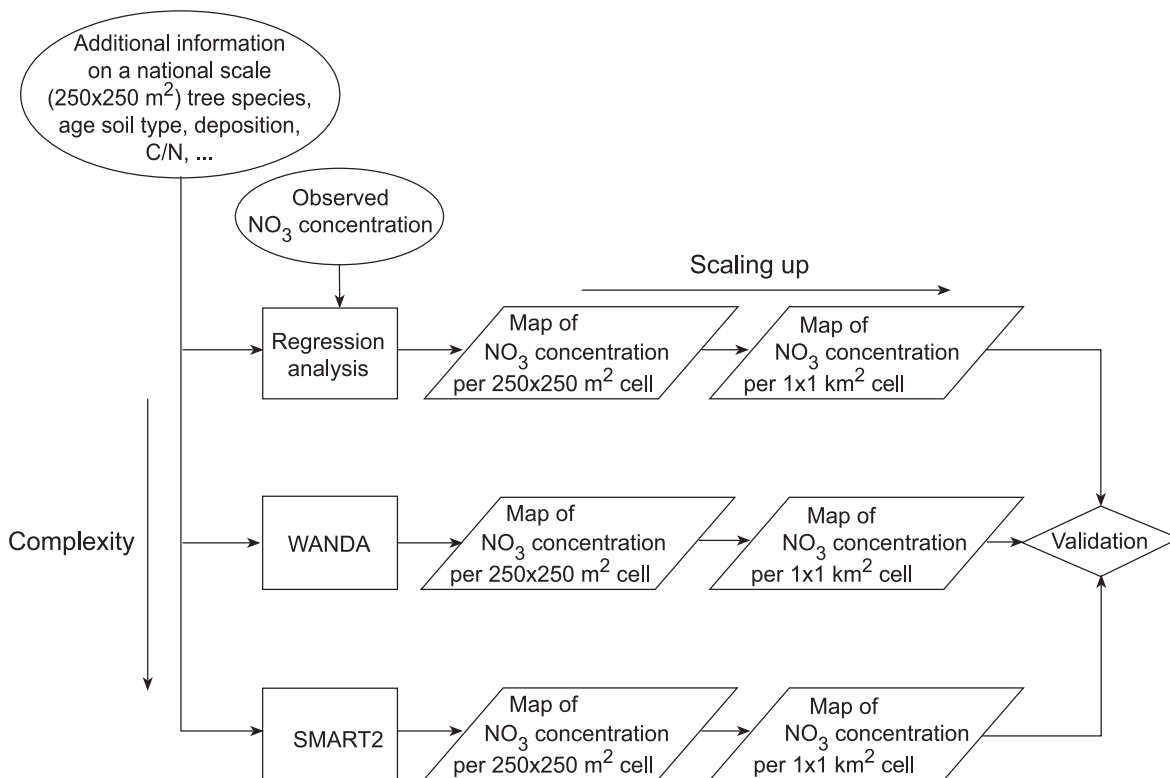 Additional information
on a national scale
(250x250 m²) tree species,
age soil type, deposition,
C/N, ...
Observed
NO₃ concentration
Scaling up
Regression
analysis
Map of
NO₃ concentration
per 250x250 m² cell
Map of
NO₃ concentration
per 1x1 km² cell
Complexity
WANDA
Map of
NO₃ concentration
per 250x250 m² cell
Map of
NO₃ concentration
per 1x1 km² cell
Validation
SMART2
Map of
NO₃ concentration
per 250x250 m² cell
Map of
NO₃ concentration
per 1x1 km² cell